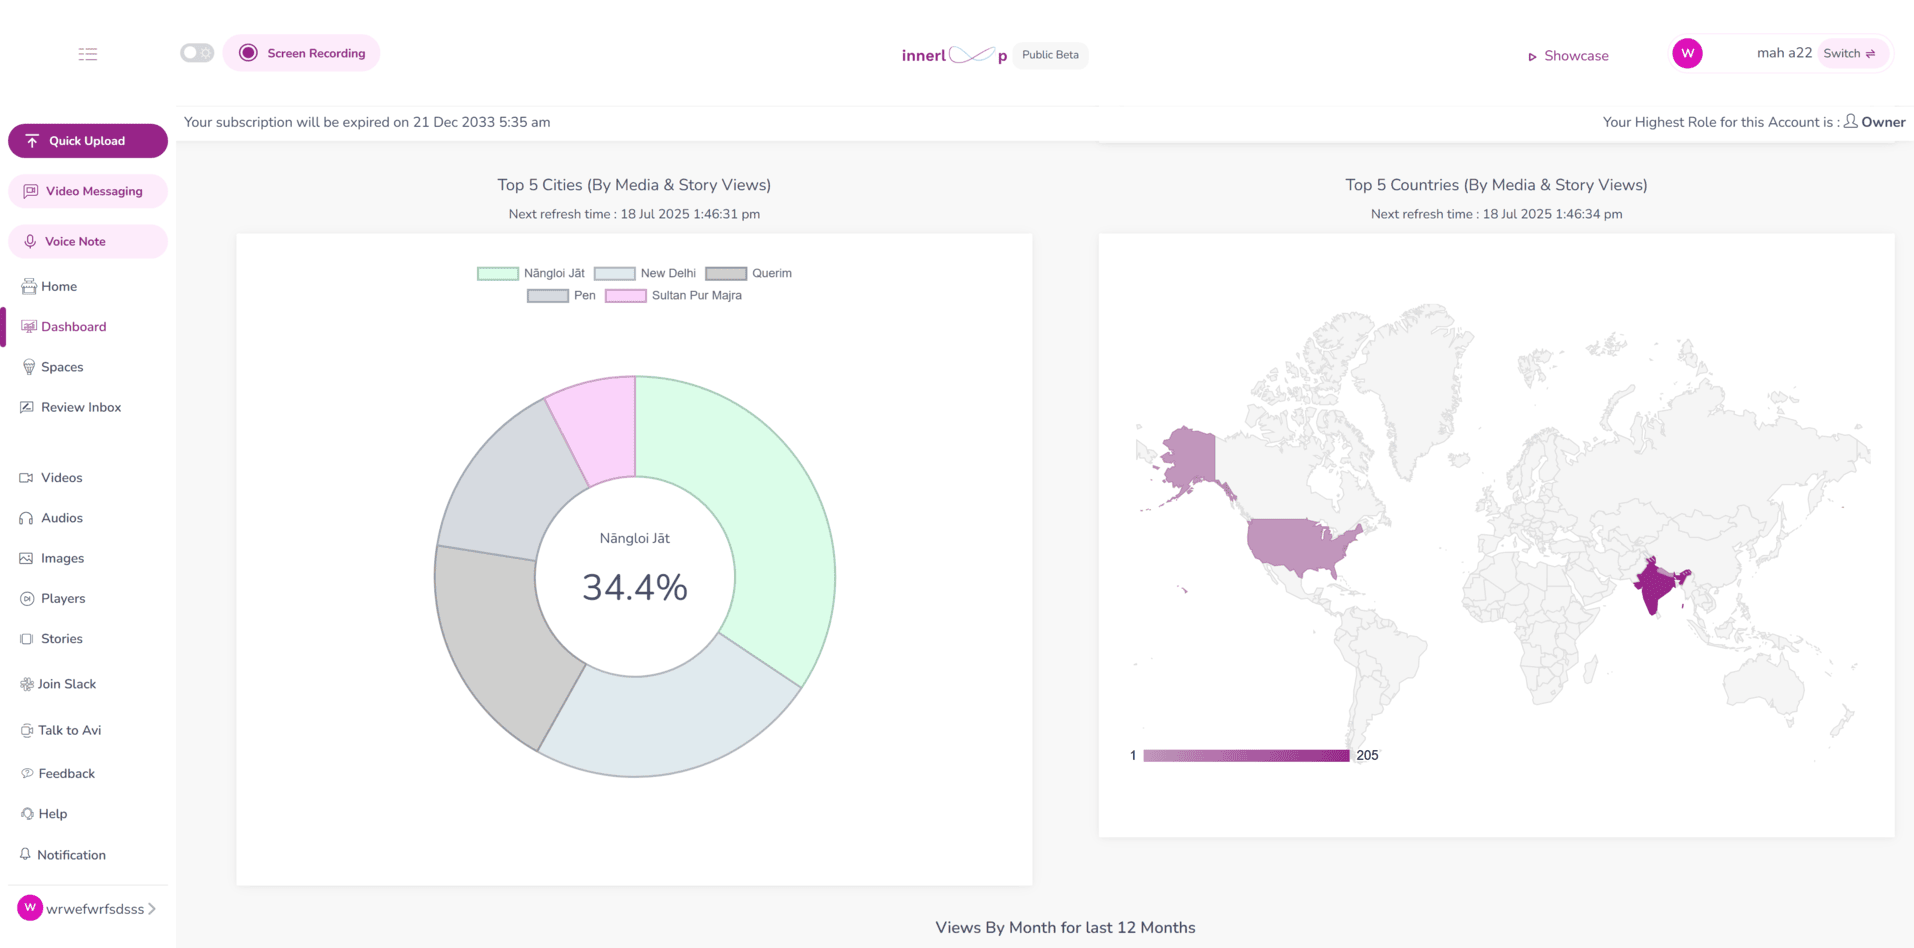 Screen Recording
innerl p Public Beta
Showcase
W mah a22 Switch
Your subscription will be expired on 21 Dec 2033 5:35 am
Your Highest Role for this Account is : Owner
Quick Upload
Video Messaging
Voice Note
Home
Dashboard
Spaces
Review Inbox
Videos
Audios
Images
Players
Stories
Join Slack
Talk to Avi
Feedback
Help
Notification
W wrwefwrfsdsss
Top 5 Cities (By Media & Story Views)
Next refresh time : 18 Jul 2025 1:46:31 pm
Nāngloi Jāt New Delhi Querim
Pen Sultan Pur Majra
Nāngloi Jāt
34.4%
Top 5 Countries (By Media & Story Views)
Next refresh time : 18 Jul 2025 1:46:34 pm
1 205
Views By Month for last 12 Months